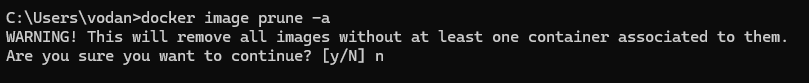 C:\Users\vodan>docker image prune -a
WARNING! This will remove all images without at least one container associated to them.
Are you sure you want to continue? [y/N] n